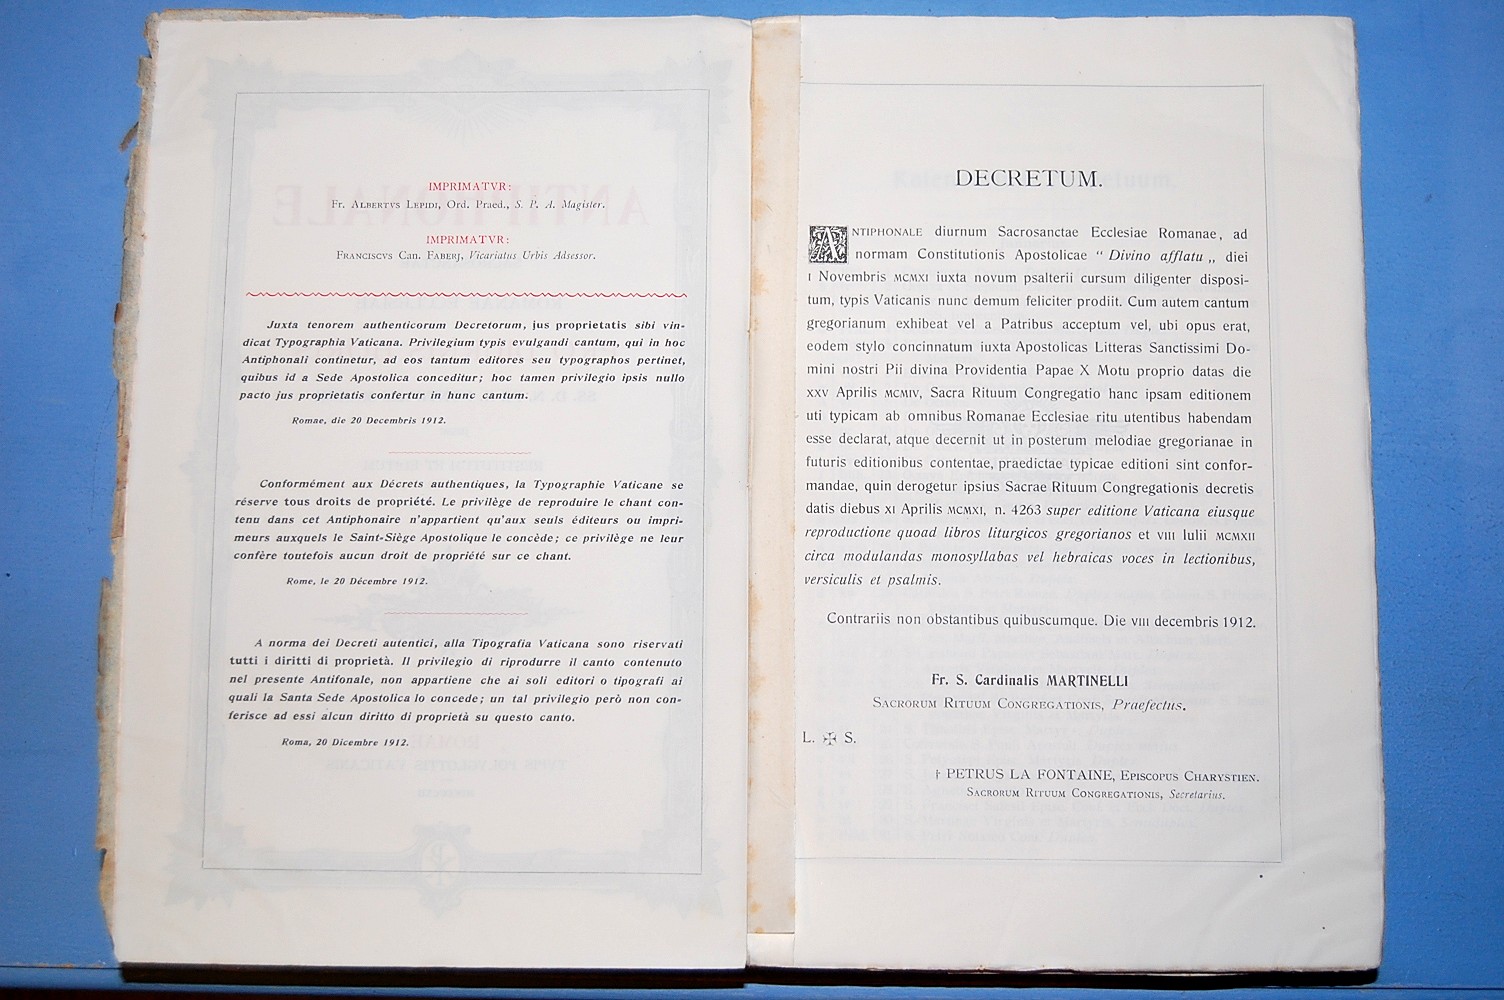 IMPRIMATVR:
Fr. ALBERTVS LEPIDI, Ord. Praed., S. P. A. Magister.
IMPRIMATVR:
FRANCISCVS Can. FABERJ, Vicariatus Urbis Adsessor.
Juxta tenorem authenticorum Decretorum, jus proprietatis sibi vin-
dicat Typographia Vaticana. Privilegium typis evulgandi cantum, qui in hoc
Antiphonali continetur, ad eos tantum editores seu typographos pertinet,
quibus id a Sede Apostolica conceditur; hoc tamen privilegio ipsis nullo
pacto jus proprietatis confertur in hunc cantum.
Romae, die 20 Decembris 1912.
Conformément aux Décrets authentiques, la Typographie Vaticane se
réserve tous droits de propriété. Le privilège de reproduire le chant con-
tenu dans cet Antiphonaire n'appartient qu'aux seuls éditeurs ou impri-
meurs auxquels le Saint-Siège Apostolique le concède; ce privilège ne leur
confère toutefois aucun droit de propriété sur ce chant.
Rome, le 20 Décembre 1912.
A norma dei Decreti autentici, alla Tipografia Vaticana sono riservati
tutti i diritti di proprietà. Il privilegio di riprodurre il canto contenuto
nel presente Antifonale, non appartiene che ai soli editori o tipografi ai
quali la Santa Sede Apostolica lo concede; un tal privilegio però non con-
ferisce ad essi alcun diritto di proprietà su questo canto.
Roma, 20 Dicembre 1912.
DECRETUM.
ANTIPHONALE diurnum Sacrosanctae Ecclesiae Romanae, ad
normam Constitutionis Apostolicae “ Divino afflatu „ diei
I Novembris MCMXI iuxta novum psalterii cursum diligenter disposi-
tum, typis Vaticanis nunc demum feliciter prodiit. Cum autem cantum
gregorianum exhibeat vel a Patribus acceptum vel, ubi opus erat,
eodem stylo concinnatum iuxta Apostolicas Litteras Sanctissimi Do-
mini nostri Pii divina Providentia Papae X Motu proprio datas die
XXV Aprilis MCMIV, Sacra Rituum Congregatio hanc ipsam editionem
uti typicam ab omnibus Romanae Ecclesiae ritu utentibus habendam
esse declarat, atque decernit ut in posterum melodiae gregorianae in
futuris editionibus contentae, praedictae typicae editioni sint confor-
mandae, quin derogetur ipsius Sacrae Rituum Congregationis decretis
datis diebus XI Aprilis MCMXI, n. 4263 super editione Vaticana eiusque
reproductione quoad libros liturgicos gregorianos et VIII Iulii MCMXII
circa modulandas monosyllabas vel hebraicas voces in lectionibus,
versiculis et psalmis.
Contrariis non obstantibus quibuscumque. Die VIII decembris 1912.
Fr. S. Cardinalis MARTINELLI
SACRORUM RITUUM CONGREGATIONIS, Praefectus.
L. ✠ S.
† PETRUS LA FONTAINE, EPISCOPUS CHARYSTIEN.
SACRORUM RITUUM CONGREGATIONIS, Secretarius.